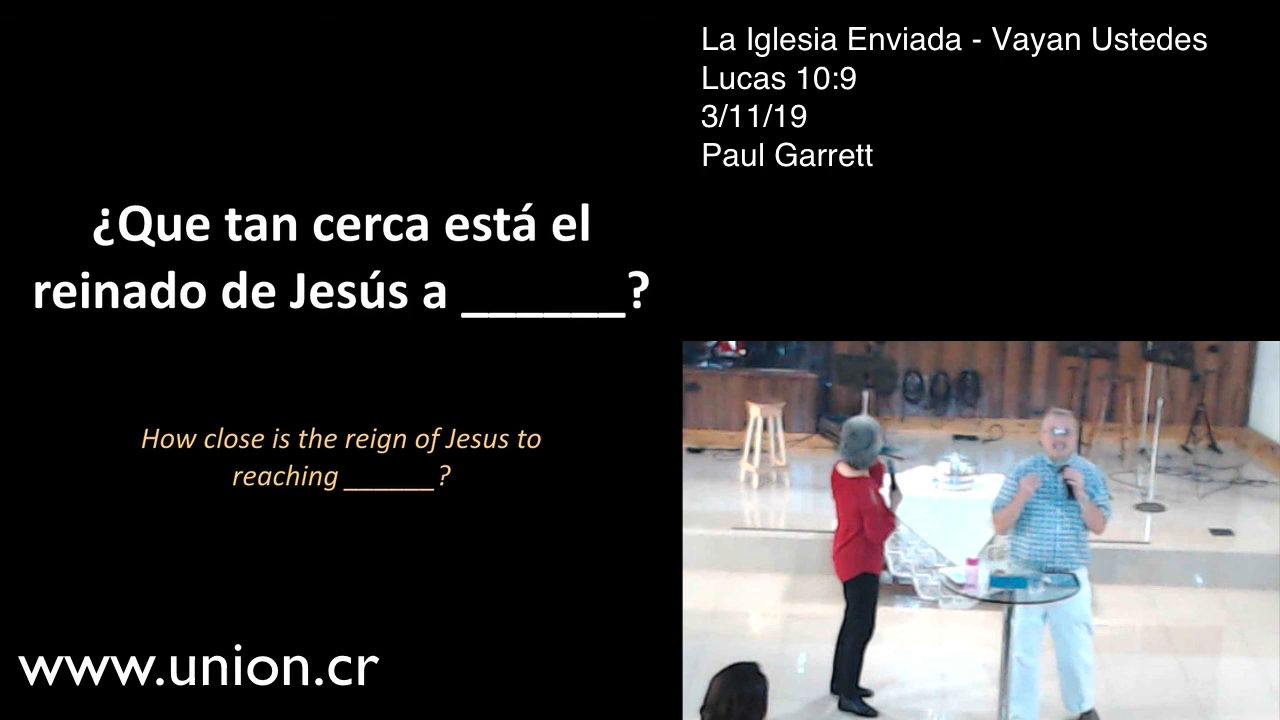 La Iglesia Enviada - Vayan Ustedes
Lucas 10:9
3/11/19
Paul Garrett
¿Que tan cerca está el
reinado de Jesús a ______?
How close is the reign of Jesus to
reaching ______?
www.union.cr